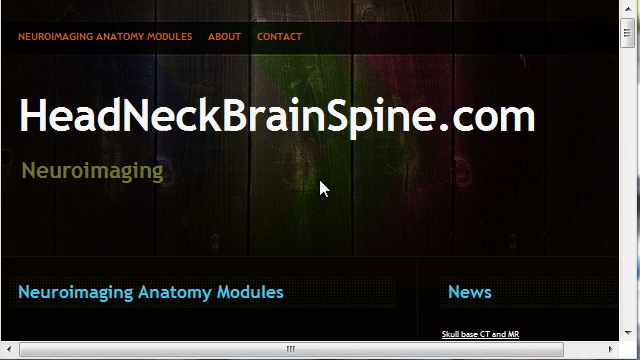 NEUROIMAGING ANATOMY MODULES ABOUT CONTACT
HeadNeckBrainSpine.com
Neuroimaging
Neuroimaging Anatomy Modules
News
Skull base CT and MR